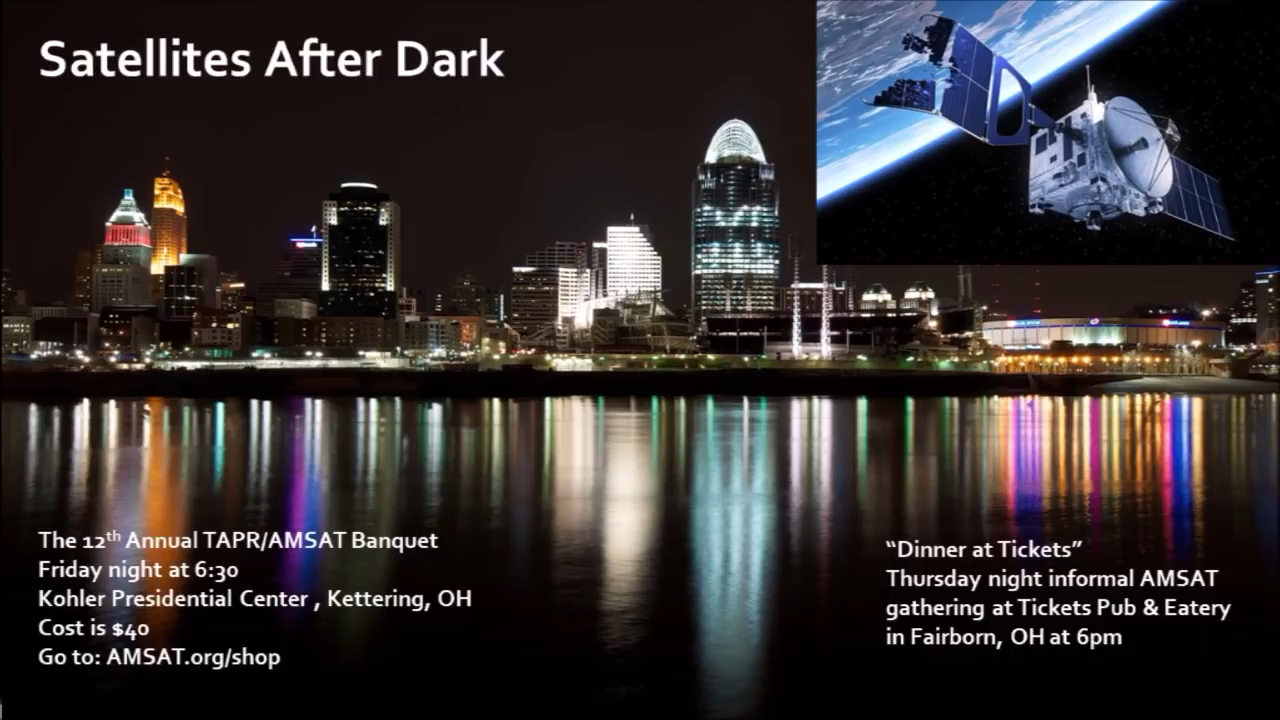 Satellites After Dark
The 12th Annual TAPR/AMSAT Banquet
Friday night at 6:30
Kohler Presidential Center , Kettering, OH
Cost is $40
Go to: AMSAT.org/shop
“Dinner at Tickets”
Thursday night informal AMSAT
gathering at Tickets Pub & Eatery
in Fairborn, OH at 6pm